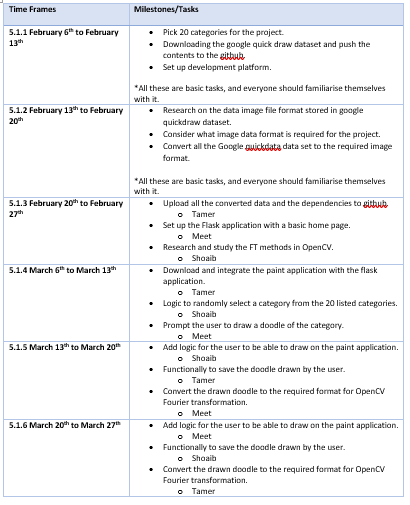 Time Frames Milestones/Tasks
5.1.1 February 6th to February 13th
• Pick 20 categories for the project.
• Downloading the google quick draw dataset and push the
contents to the github.
• Set up development platform.
*All these are basic tasks, and everyone should familiarise themselves
with it.
5.1.2 February 13th to February 20th
• Research on the data image file format stored in google
quickdraw dataset.
• Consider what image data format is required for the project.
• Convert all the Google quickdata data set to the required image
format.
*All these are basic tasks, and everyone should familiarise themselves
with it.
5.1.3 February 20th to February 27th
• Upload all the converted data and the dependencies to github
o Tamer
• Set up the Flask application with a basic home page.
o Meet
• Research and study the FT methods in OpenCV.
o Shoaib
5.1.4 March 6th to March 13th
• Download and integrate the paint application with the flask
application.
o Tamer
• Logic to randomly select a category from the 20 listed categories.
o Shoaib
• Prompt the user to draw a doodle of the category.
o Meet
5.1.5 March 13th to March 20th
• Add logic for the user to be able to draw on the paint application.
o Shoaib
• Functionally to save the doodle drawn by the user.
o Tamer
• Convert the drawn doodle to the required format for OpenCV
Fourier transformation.
o Meet
5.1.6 March 20th to March 27th
• Add logic for the user to be able to draw on the paint application.
o Meet
• Functionally to save the doodle drawn by the user.
o Shoaib
• Convert the drawn doodle to the required format for OpenCV
Fourier transformation.
o Tamer